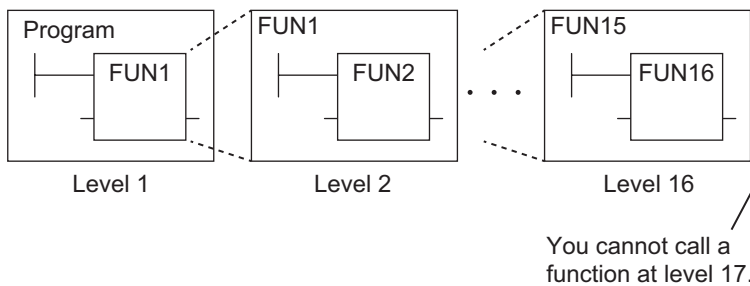 Program
FUN1
FUN1
FUN2
. . .
FUN15
FUN16
Level 1
Level 2
Level 16
You cannot call a
function at level 17.